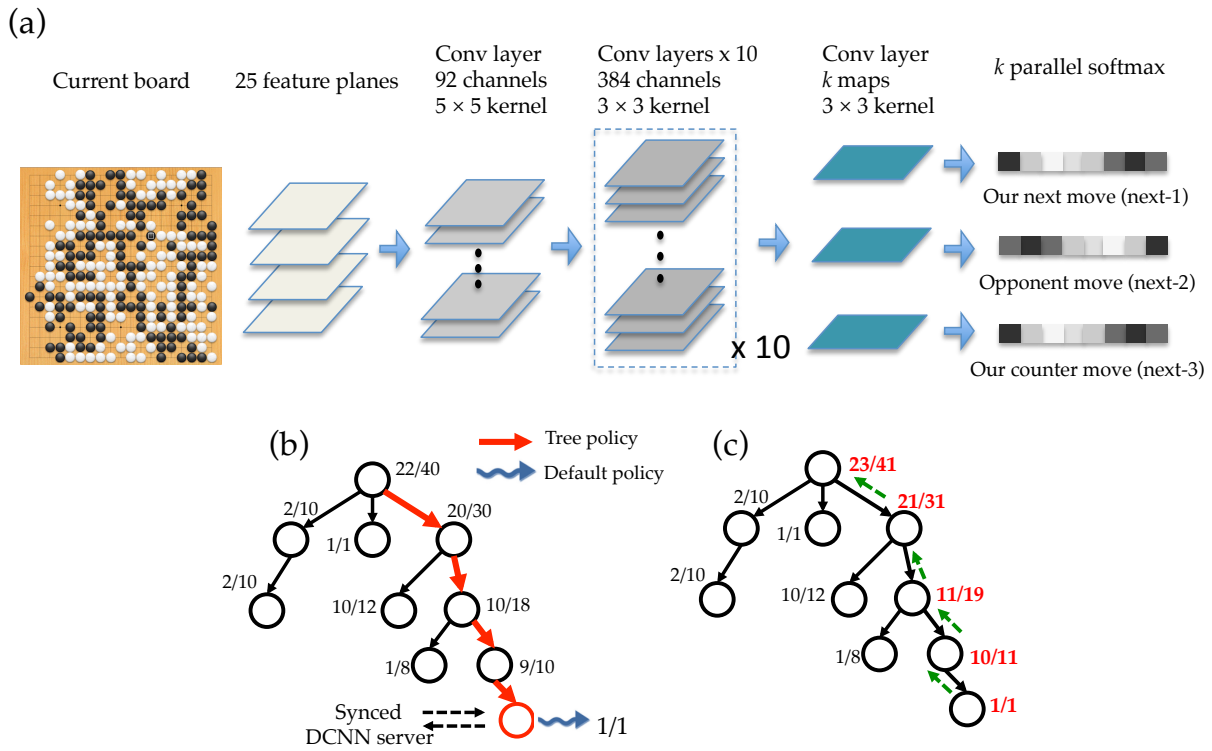 (a)
Current board
25 feature planes
Conv layer
92 channels
5 × 5 kernel
Conv layers x 10
384 channels
3 × 3 kernel
Conv layer
k maps
3 × 3 kernel
k parallel softmax
x 10
Our next move (next-1)
Opponent move (next-2)
Our counter move (next-3)
(b)
Tree policy
Default policy
22/40
2/10
1/1
20/30
2/10
10/12
10/18
1/8
9/10
Synced
DCNN server
1/1
(c)
23/41
2/10
1/1
21/31
2/10
10/12
11/19
1/8
10/11
1/1